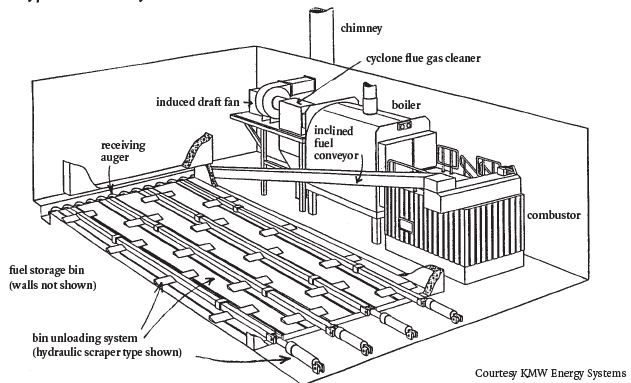 chimney
cyclone flue gas cleaner
induced draft fan
boiler
inclined
fuel
conveyor
receiving
auger
combustor
fuel storage bin
(walls not shown)
bin unloading system
(hydraulic scraper type shown)
Courtesy KMW Energy Systems